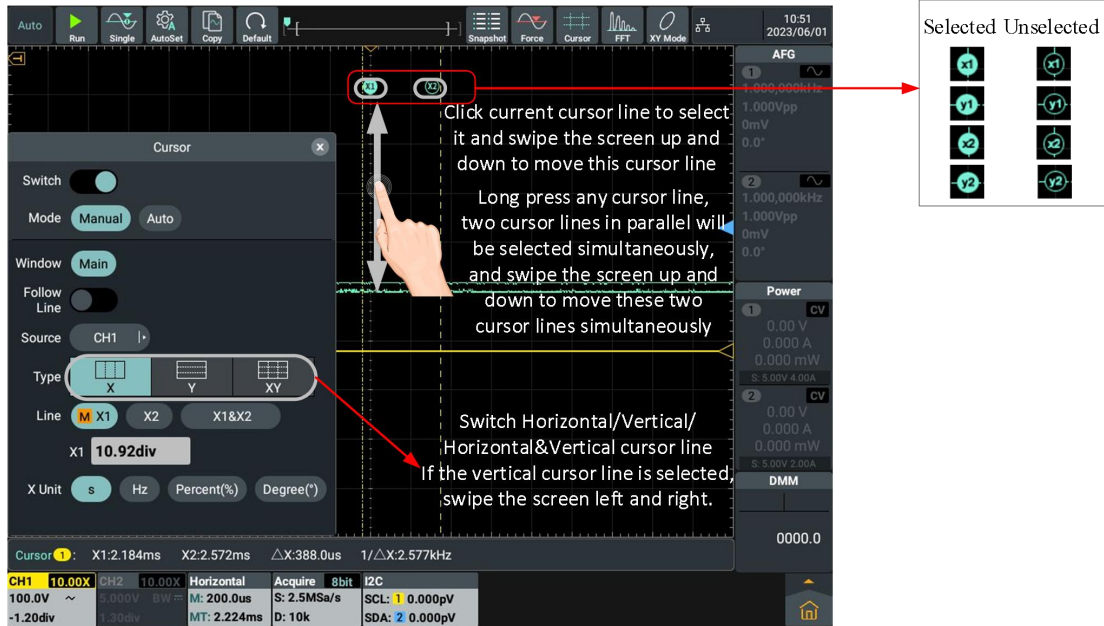 Auto
Run
Single
AutoSet
Copy
Default
Snapshot
Force
Cursor
FFT
XY Mode
10:51
2023/06/01
Selected Unselected
x1 x1
y1 y1
x2 x2
y2 y2
T
X1 X2
Click current cursor line to select
it and swipe the screen up and
down to move this cursor line
Long press any cursor line,
two cursor lines in parallel will
be selected simultaneously,
and swipe the screen up and
down to move these two
cursor lines simultaneously
Switch Horizontal/Vertical/
Horizontal&Vertical cursor line
If the vertical cursor line is selected,
swipe the screen left and right.
Cursor x
Switch
Mode Manual Auto
Window Main
Follow
Line
Source CH1
Type X Y XY
Line M X1 X2 X1&X2
X1 10.92div
X Unit s Hz Percent(%) Degree(°)
AFG
1
1.000,000kHz
1.000Vpp
0mV
0.0°
2
1.000,000kHz
1.000Vpp
0mV
0.0°
Power
1 CV
0.00 V
0.000 A
0.000 mW
S: 5.00V 4.00A
2 CV
0.00 V
0.000 A
0.000 mW
S: 5.00V 2.00A
DMM
0000.0
Cursor 1 : X1:2.184ms X2:2.572ms △X:388.0us 1/△X:2.577kHz
CH1 10.00X
100.0V ~
-1.20div
CH2 10.00X
5.000V BW
1.30div
Horizontal
M: 200.0us
MT: 2.224ms
Acquire 8bit
S: 2.5MSa/s
D: 10k
I2C
SCL: 1 0.000pV
SDA: 2 0.000pV